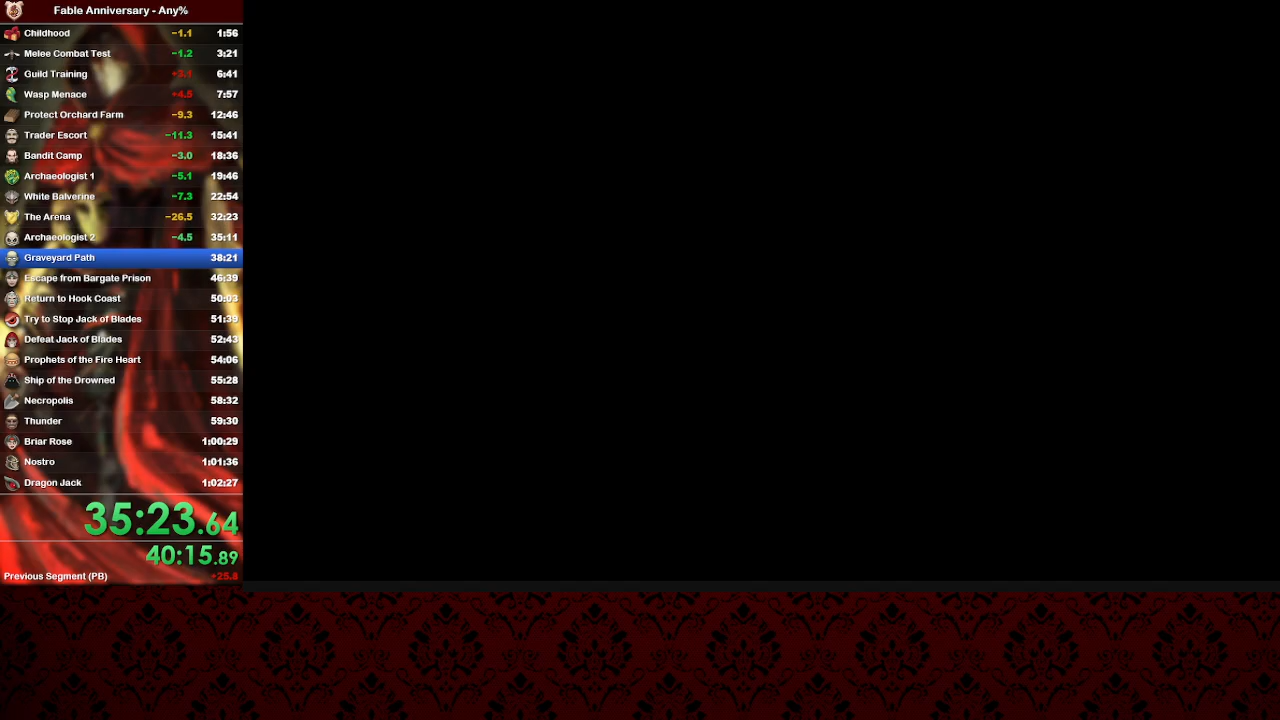 Fable Anniversary - Any%
Childhood −1.1 1:56
Melee Combat Test −1.2 3:21
Guild Training +3.1 6:41
Wasp Menace +4.5 7:57
Protect Orchard Farm −9.3 12:46
Trader Escort −11.3 15:41
Bandit Camp −3.0 18:36
Archaeologist 1 −5.1 19:46
White Balverine −7.3 22:54
The Arena −26.5 32:23
Archaeologist 2 −4.5 35:11
Graveyard Path 38:21
Escape from Bargate Prison 46:39
Return to Hook Coast 50:03
Try to Stop Jack of Blades 51:39
Defeat Jack of Blades 52:43
Prophets of the Fire Heart 54:06
Ship of the Drowned 55:28
Necropolis 58:32
Thunder 59:30
Briar Rose 1:00:29
Nostro 1:01:36
Dragon Jack 1:02:27
35:23.64
40:15.89
Previous Segment (PB) +25.8